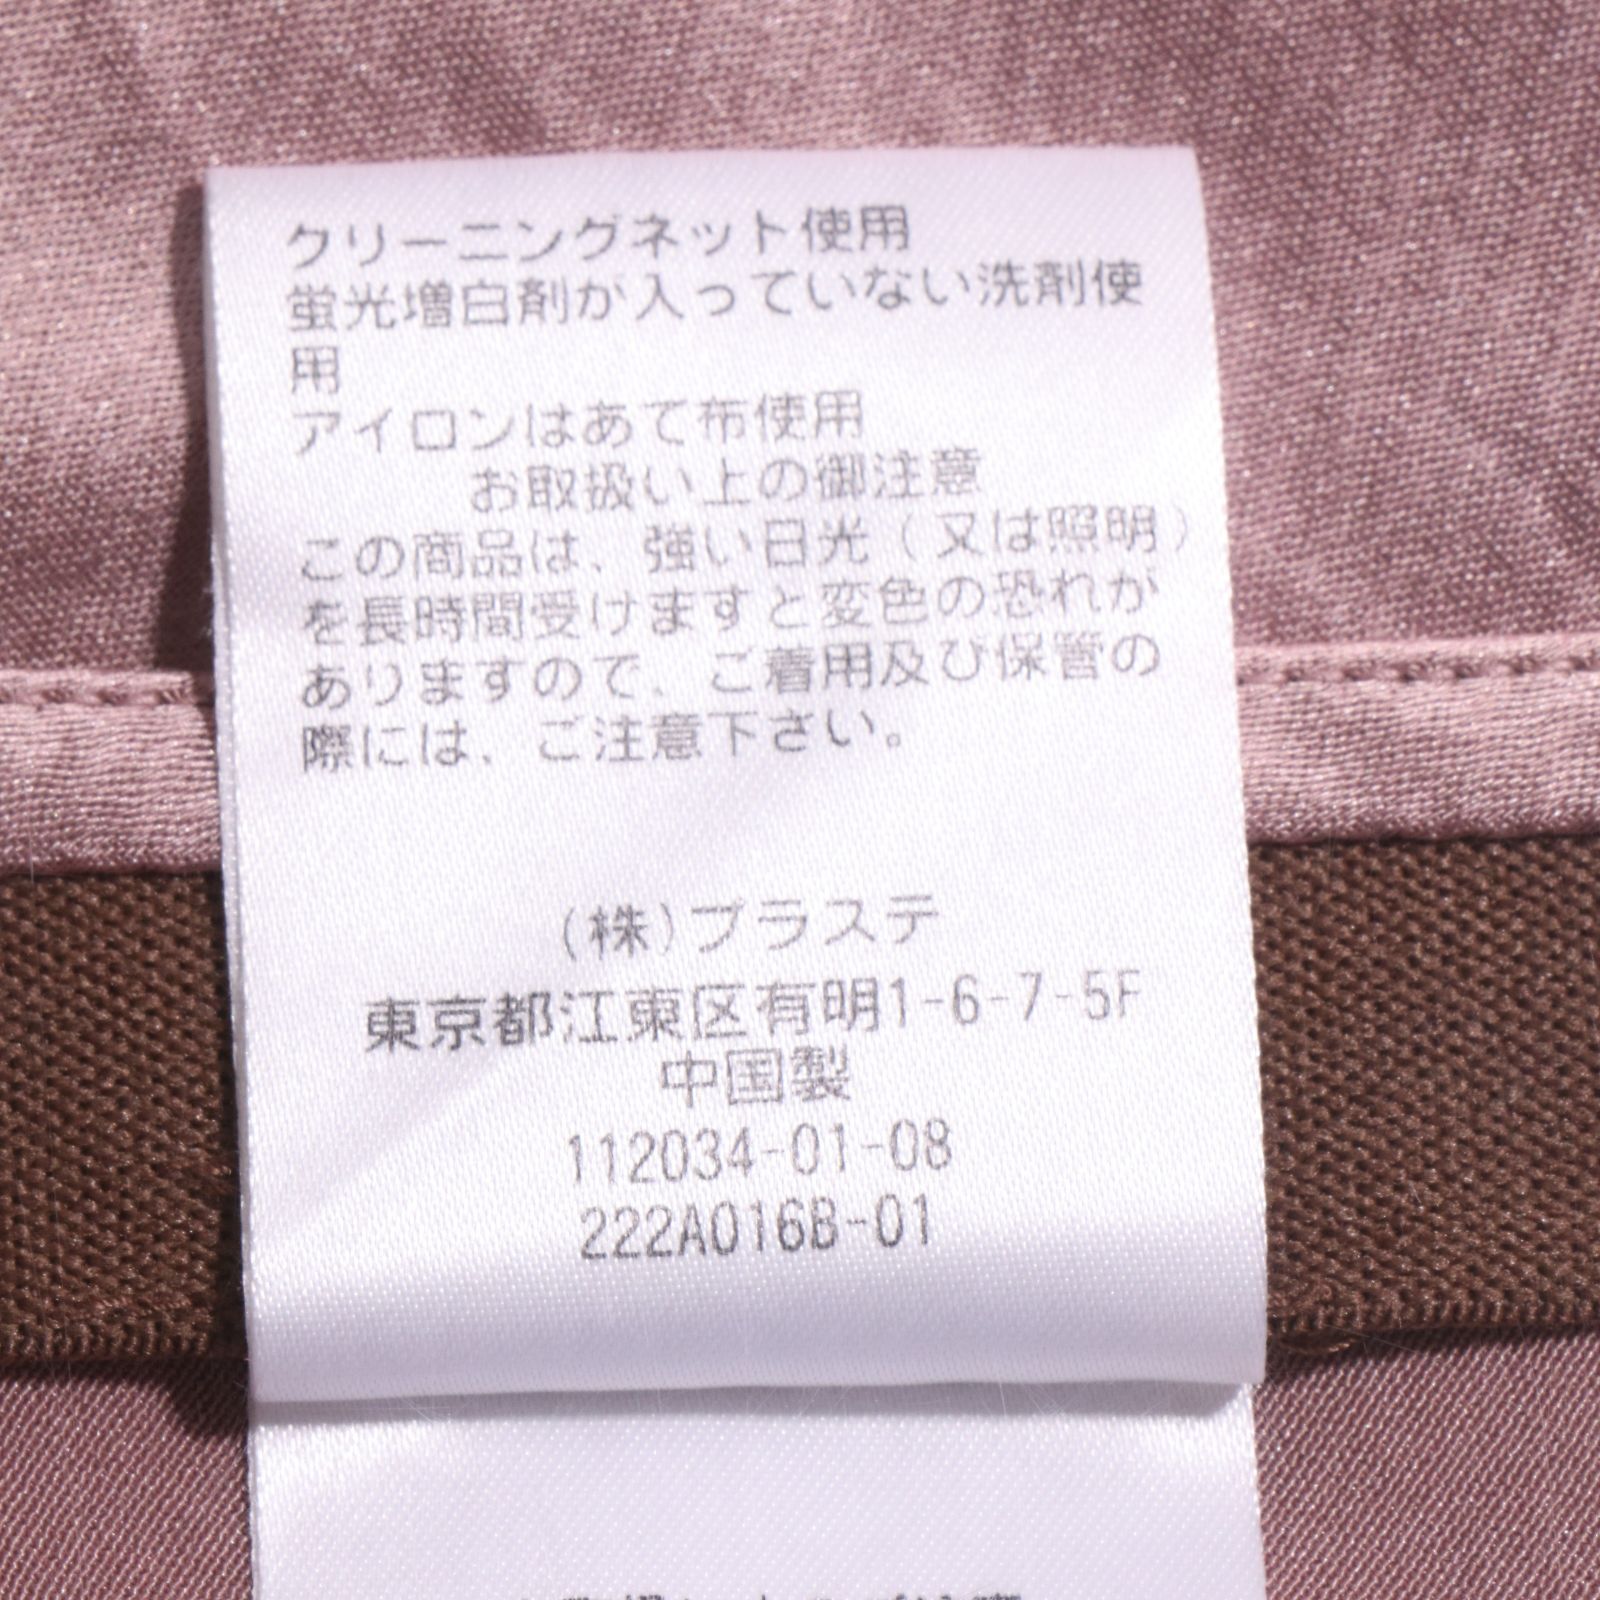 クリーニングネット使用
蛍光増白剤が入っていない洗剤使
用
アイロンはあて布使用
お取扱い上の御注意
この商品は、強い日光（又は照明）
を長時間受けますと変色の恐れが
ありますので、ご着用及び保管の
際には、ご注意下さい。
(株)プラステ
東京都江東区有明1-6-7-5F
中国製
112034-01-08
222A016B-01